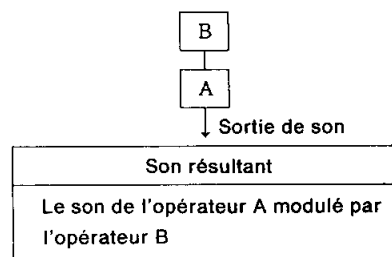 B
A
Sortie de son
Son résultant
Le son de l'opérateur A modulé par
l'opérateur B